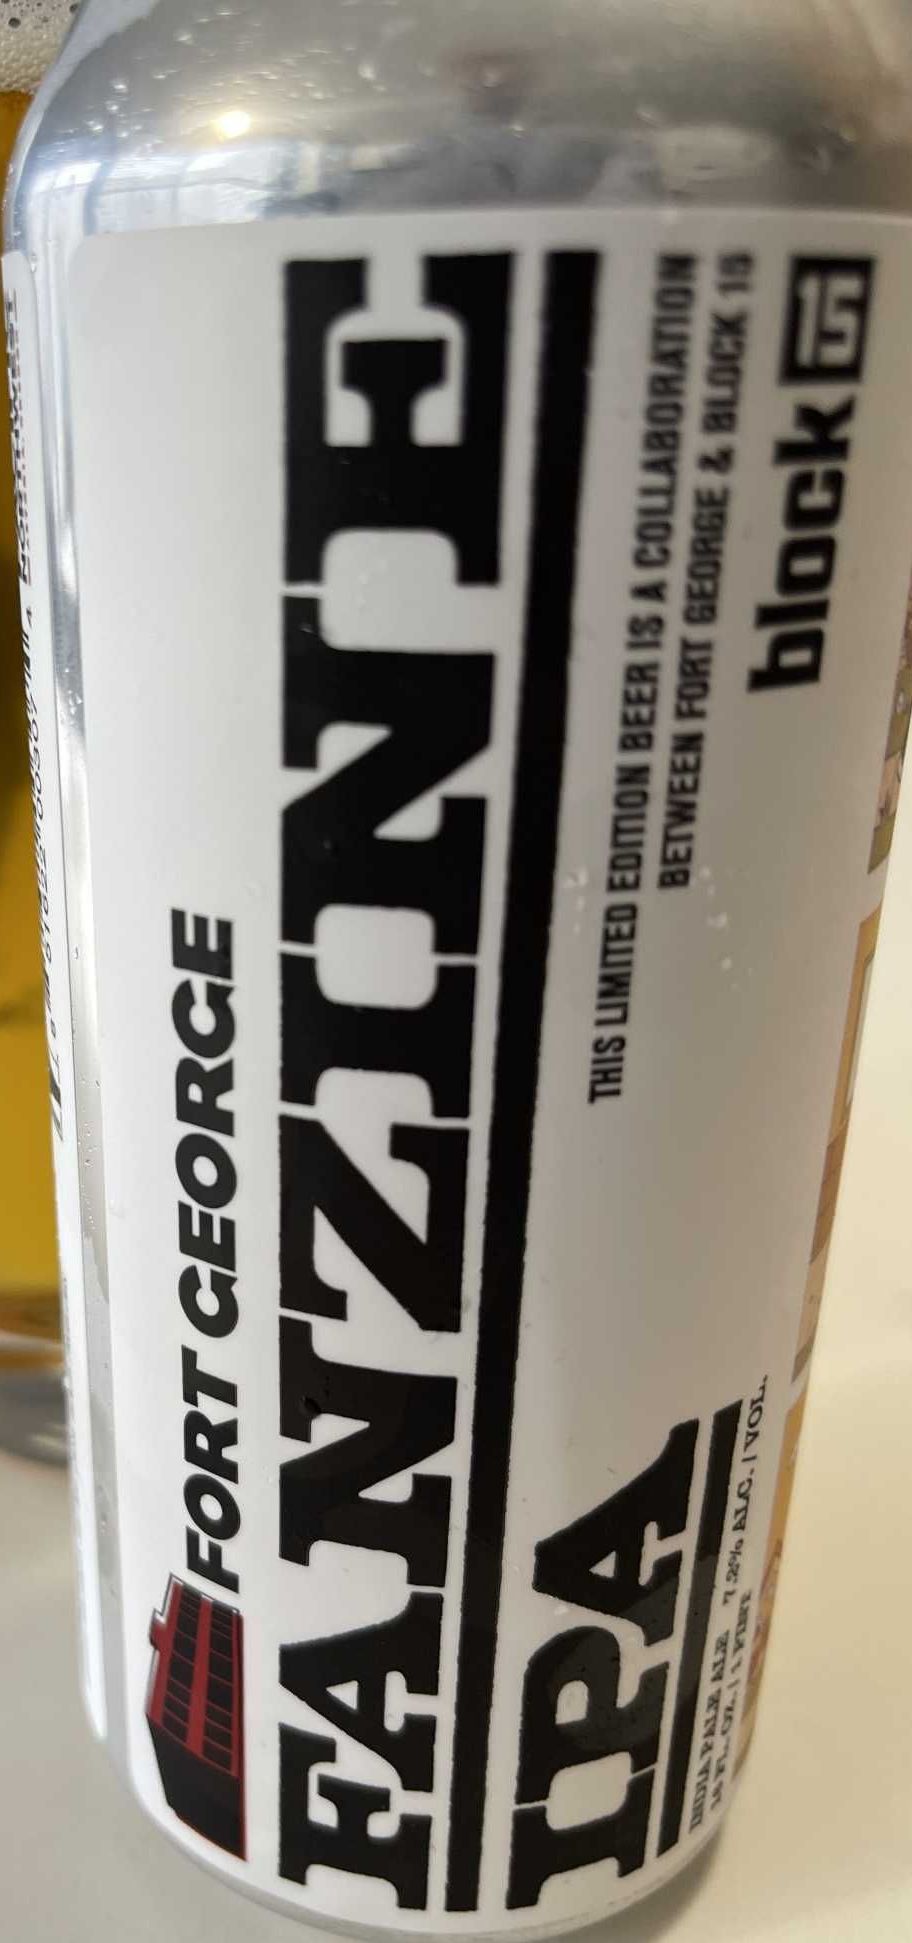 FORT GEORGE
FANZINE
IPA
INDIA PALE ALE 7.2% ALC. / VOL.
16 FL. OZ. / 1 PINT
THIS LIMITED EDITION BEER IS A COLLABORATION
BETWEEN FORT GEORGE & BLOCK 15
block 15